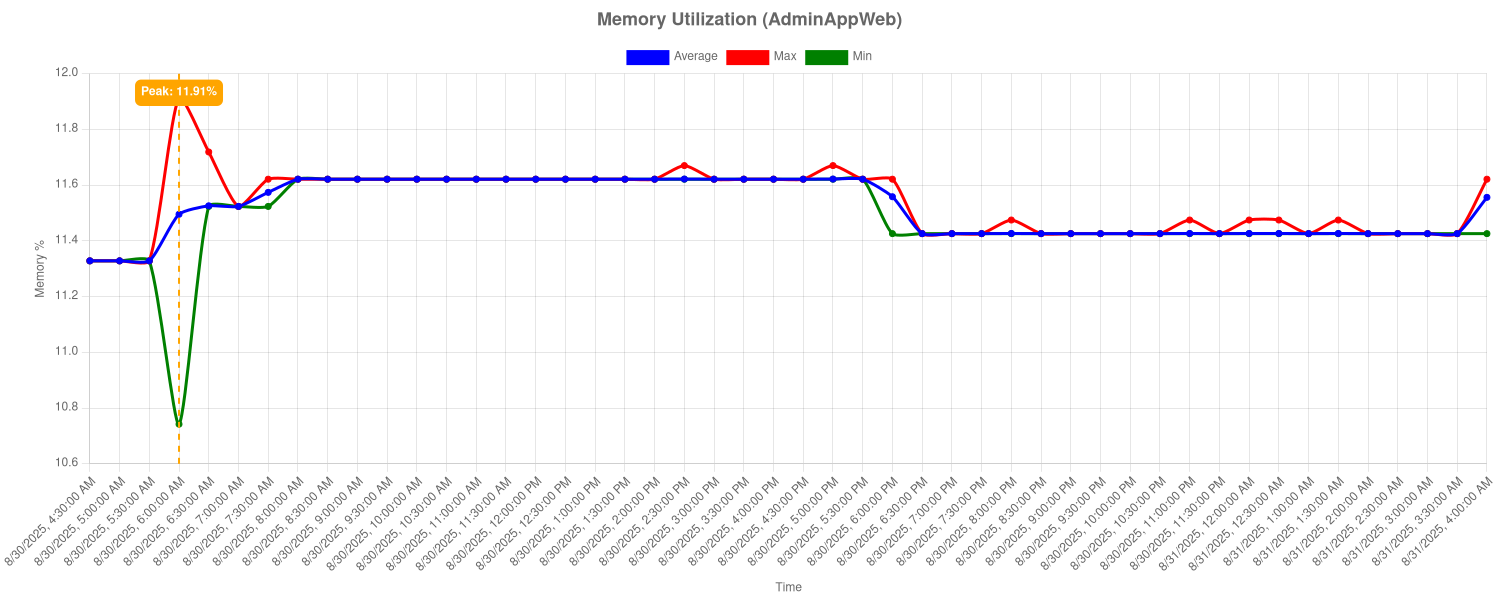 Memory Utilization (AdminAppWeb)
Average Max Min
Peak: 11.91%
12.0
11.8
11.6
11.4
11.2
11.0
10.8
10.6
Memory %
8/30/2025, 4:30:00 AM
8/30/2025, 5:00:00 AM
8/30/2025, 5:30:00 AM
8/30/2025, 6:00:00 AM
8/30/2025, 6:30:00 AM
8/30/2025, 7:00:00 AM
8/30/2025, 7:30:00 AM
8/30/2025, 8:00:00 AM
8/30/2025, 8:30:00 AM
8/30/2025, 9:00:00 AM
8/30/2025, 9:30:00 AM
8/30/2025, 10:00:00 AM
8/30/2025, 10:30:00 AM
8/30/2025, 11:00:00 AM
8/30/2025, 11:30:00 AM
8/30/2025, 12:00:00 PM
8/30/2025, 12:30:00 PM
8/30/2025, 1:00:00 PM
8/30/2025, 1:30:00 PM
8/30/2025, 2:00:00 PM
8/30/2025, 2:30:00 PM
8/30/2025, 3:00:00 PM
8/30/2025, 3:30:00 PM
8/30/2025, 4:00:00 PM
8/30/2025, 4:30:00 PM
8/30/2025, 5:00:00 PM
8/30/2025, 5:30:00 PM
8/30/2025, 6:00:00 PM
8/30/2025, 6:30:00 PM
8/30/2025, 7:00:00 PM
8/30/2025, 7:30:00 PM
8/30/2025, 8:00:00 PM
8/30/2025, 8:30:00 PM
8/30/2025, 9:00:00 PM
8/30/2025, 9:30:00 PM
8/30/2025, 10:00:00 PM
8/30/2025, 10:30:00 PM
8/30/2025, 11:00:00 PM
8/30/2025, 11:30:00 PM
8/31/2025, 12:00:00 AM
8/31/2025, 12:30:00 AM
8/31/2025, 1:00:00 AM
8/31/2025, 1:30:00 AM
8/31/2025, 2:00:00 AM
8/31/2025, 2:30:00 AM
8/31/2025, 3:00:00 AM
8/31/2025, 3:30:00 AM
8/31/2025, 4:00:00 AM
Time